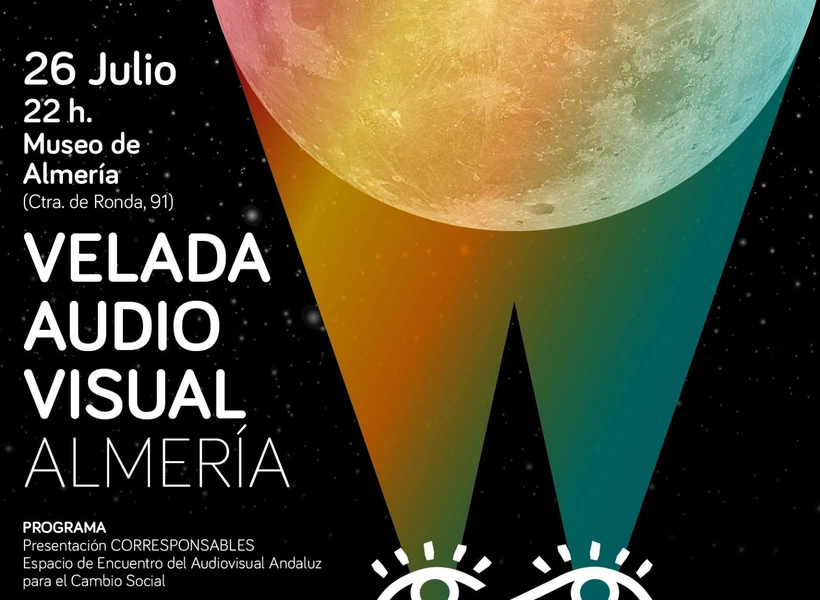 26 Julio
22 h.
Museo de
Almería
(Ctra. de Ronda, 91)
VELADA
AUDIO
VISUAL
ALMERÍA
PROGRAMA
Presentación CORRESPONSABLES
Espacio de Encuentro del Audiovisual Andaluz
para el Cambio Social